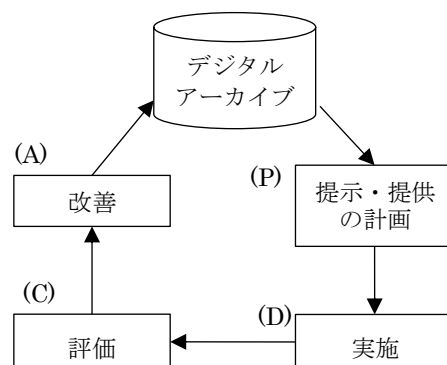 デジタル
アーカイブ
(A)
改善
(P)
提示・提供
の計画
(C)
評価
(D)
実施